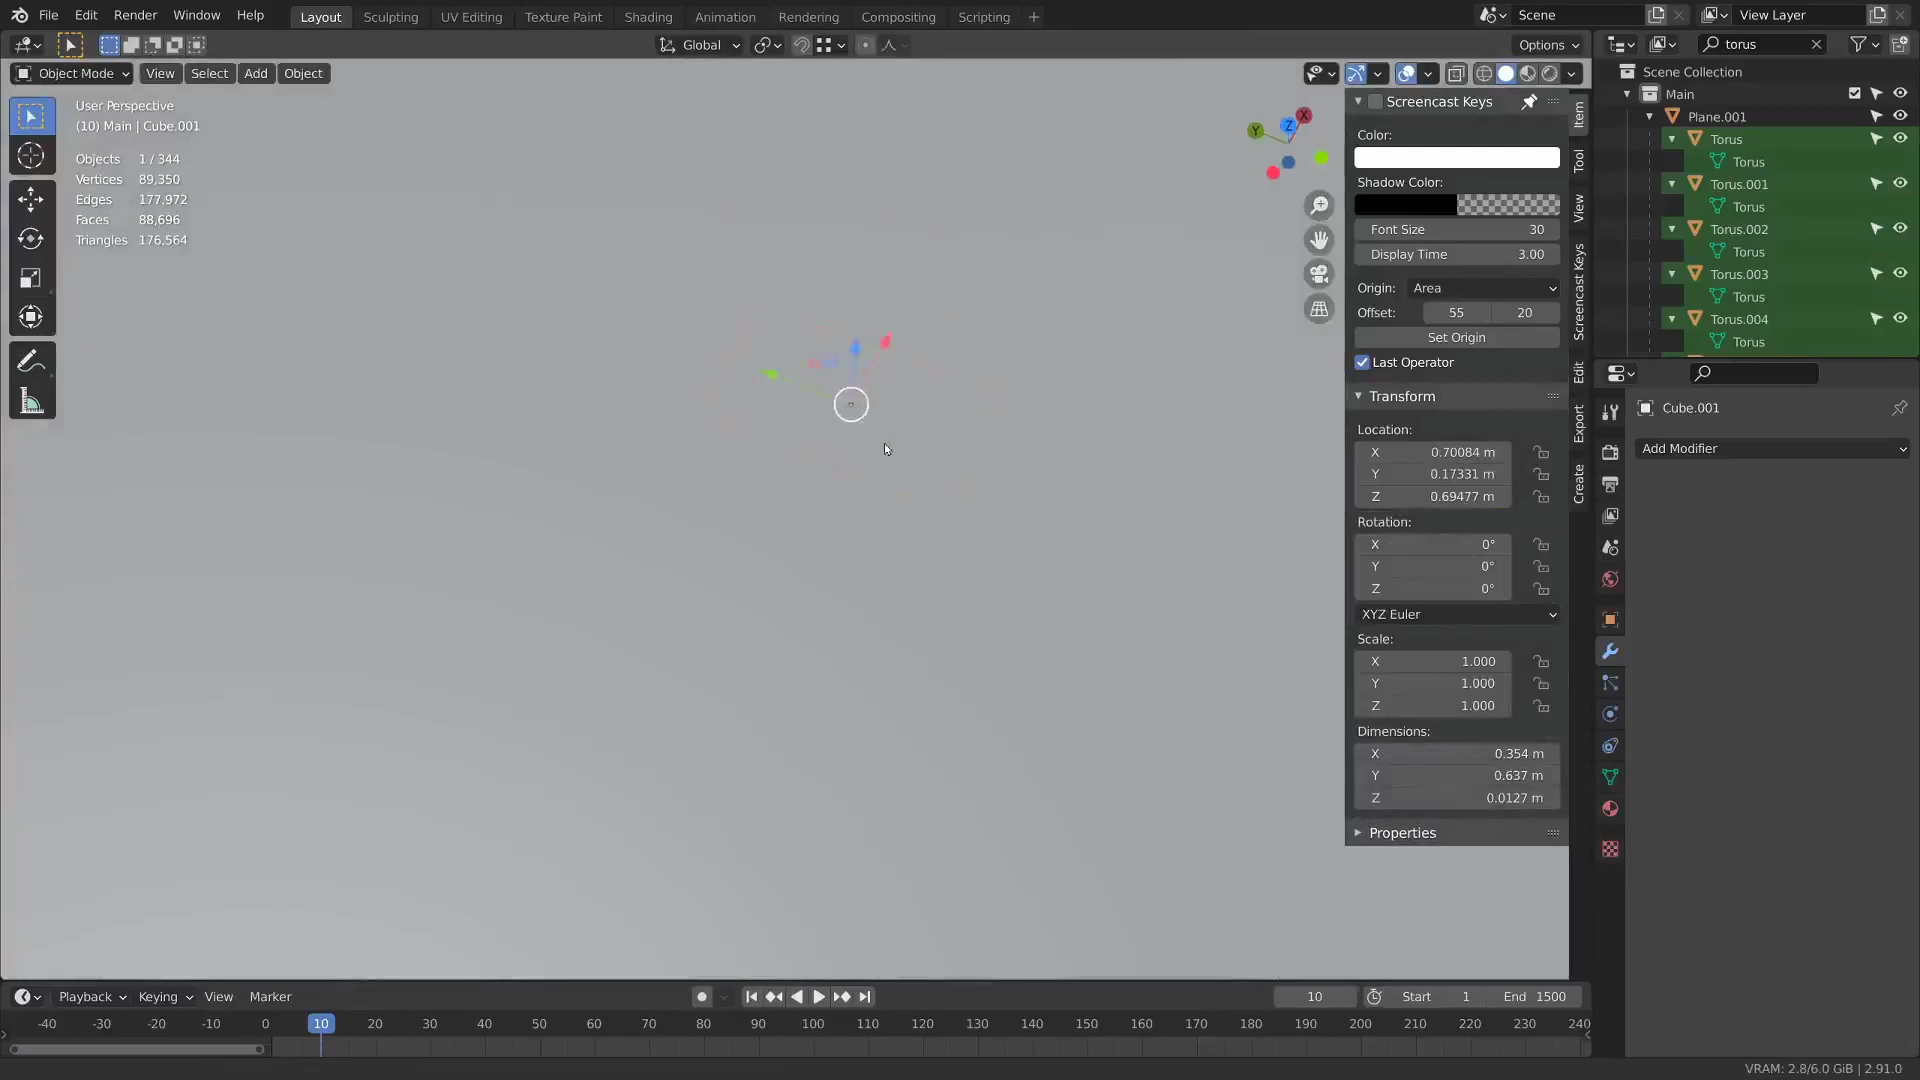 File Edit Render Window Help Layout Sculpting UV Editing Texture Paint Shading Animation Rendering Compositing Scripting + Scene View Layer
Global Options torus
Object Mode View Select Add Object
Scene Collection
Main
Plane.001
Torus
Torus
Torus.001
Torus
Torus.002
Torus
Torus.003
Torus
Torus.004
Torus
User Perspective
(10) Main | Cube.001
Objects 1 / 344
Vertices 89,350
Edges 177,972
Faces 88,696
Triangles 176,564
X
Y
Z
Screencast Keys
Color:
Shadow Color:
Font Size 30
Display Time 3.00
Origin: Area
Offset: 55 20
Set Origin
Last Operator
Transform
Location:
X 0.70084 m
Y 0.17331 m
Z 0.69477 m
Rotation:
X 0°
Y 0°
Z 0°
XYZ Euler
Scale:
X 1.000
Y 1.000
Z 1.000
Dimensions:
X 0.354 m
Y 0.637 m
Z 0.0127 m
Properties
Item
Tool
View
Screencast Keys
Edit
Export
Create
Cube.001
Add Modifier
Playback Keying View Marker 10 Start 1 End 1500
-40 -30 -20 -10 0 10 20 30 40 50 60 70 80 90 100 110 120 130 140 150 160 170 180 190 200 210 220 230 240
VRAM: 2.8/6.0 GiB | 2.91.0